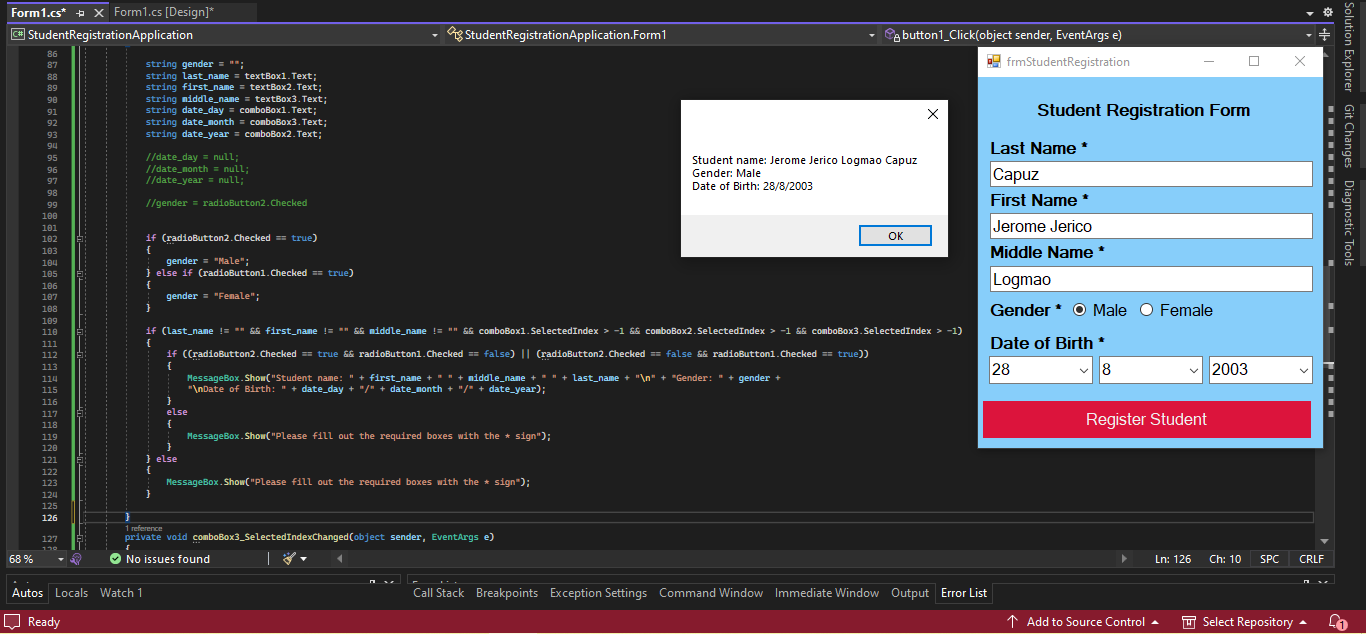 Form1.cs*
Form1.cs [Design]*
StudentRegistrationApplication
StudentRegistrationApplication.Form1
button1_Click(object sender, EventArgs e)
86
87 string gender = "";
88 string last_name = textBox1.Text;
89 string first_name = textBox2.Text;
90 string middle_name = textBox3.Text;
91 string date_day = comboBox1.Text;
92 string date_month = comboBox3.Text;
93 string date_year = comboBox2.Text;
94
95 //date_day = null;
96 //date_month = null;
97 //date_year = null;
98
99 //gender = radioButton2.Checked
100
101
102 if (radioButton2.Checked == true)
103 {
104 gender = "Male";
105 } else if (radioButton1.Checked == true)
106 {
107 gender = "Female";
108 }
109
110 if (last_name != "" && first_name != "" && middle_name != "" && comboBox1.SelectedIndex > -1 && comboBox2.SelectedIndex > -1 && comboBox3.SelectedIndex > -1)
111 {
112 if ((radioButton2.Checked == true && radioButton1.Checked == false) || (radioButton2.Checked == false && radioButton1.Checked == true))
113 {
114 MessageBox.Show("Student name: " + first_name + " " + middle_name + " " + last_name + "\n" + "Gender: " + gender +
115 "\nDate of Birth: " + date_day + "/" + date_month + "/" + date_year);
116 }
117 else
118 {
119 MessageBox.Show("Please fill out the required boxes with the * sign");
120 }
121 } else
122 {
123 MessageBox.Show("Please fill out the required boxes with the * sign");
124 }
125
126 }
1 reference
127 private void comboBox3_SelectedIndexChanged(object sender, EventArgs e)
{
Student name: Jerome Jerico Logmao Capuz
Gender: Male
Date of Birth: 28/8/2003
OK
frmStudentRegistration
Student Registration Form
Last Name *
Capuz
First Name *
Jerome Jerico
Middle Name *
Logmao
Gender * Male Female
Date of Birth *
28 8 2003
Register Student
Solution Explorer
Git Changes
Diagnostic Tools
68 %
No issues found
Ln: 126 Ch: 10 SPC CRLF
Autos Locals Watch 1
Call Stack Breakpoints Exception Settings Command Window Immediate Window Output Error List
Ready
Add to Source Control
Select Repository
1